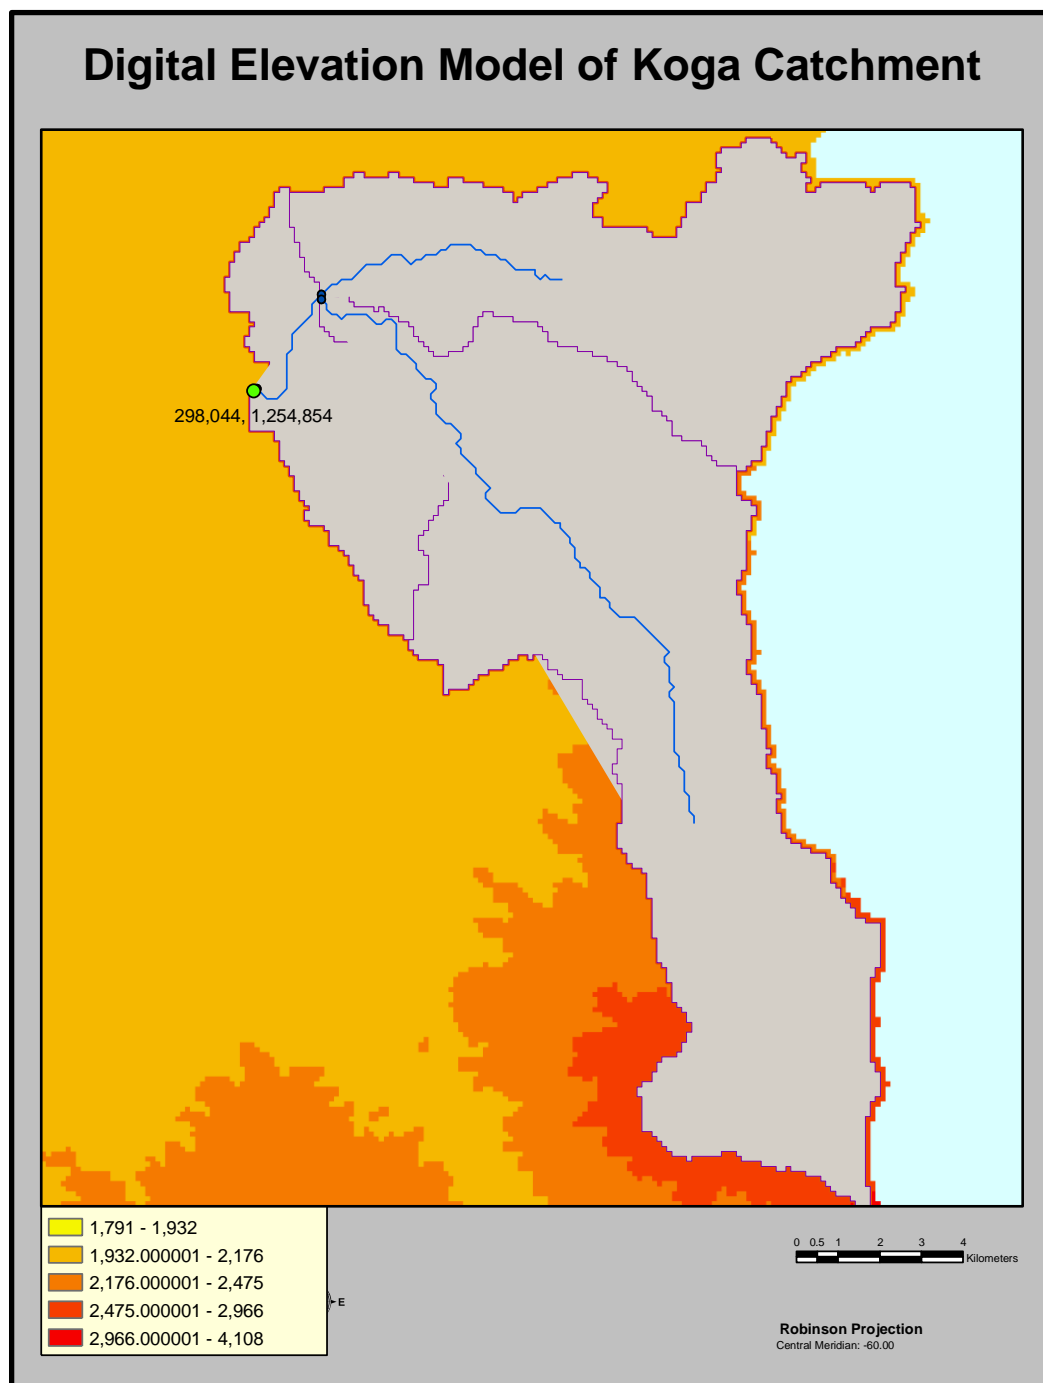 Digital Elevation Model of Koga Catchment
298,044, 1,254,854
1,791 - 1,932
1,932.000001 - 2,176
2,176.000001 - 2,475
2,475.000001 - 2,966
2,966.000001 - 4,108
E
0 0.5 1 2 3 4
Kilometers
Robinson Projection
Central Meridian: -60.00